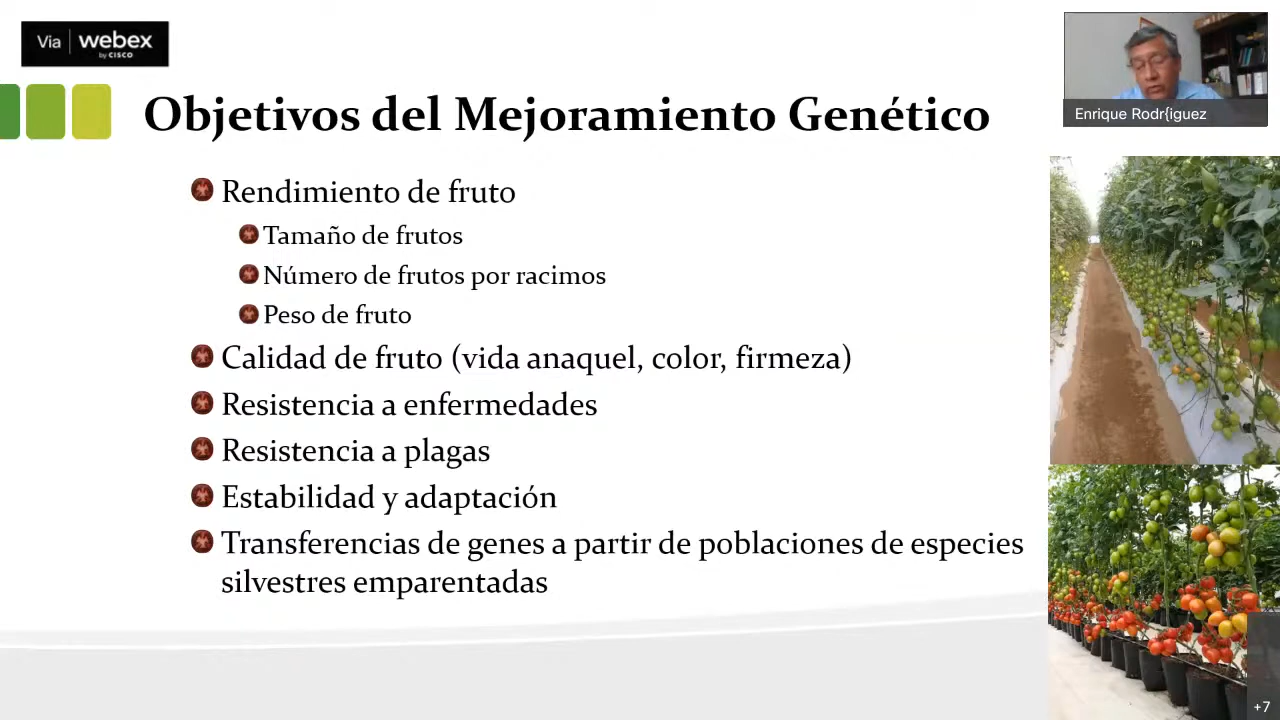 Via webex
by CISCO
Objetivos del Mejoramiento Genético
Enrique Rodr{iguez
Rendimiento de fruto
Tamaño de frutos
Número de frutos por racimos
Peso de fruto
Calidad de fruto (vida anaquel, color, firmeza)
Resistencia a enfermedades
Resistencia a plagas
Estabilidad y adaptación
Transferencias de genes a partir de poblaciones de especies
silvestres emparentadas
+7